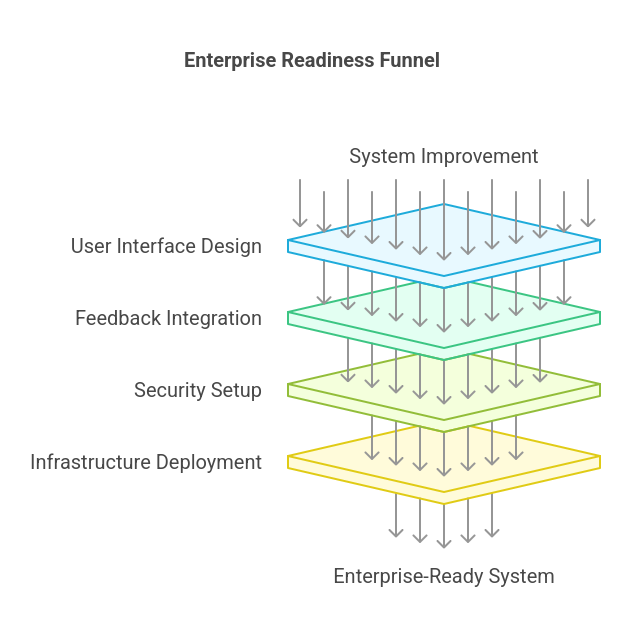 Enterprise Readiness Funnel
System Improvement
User Interface Design
Feedback Integration
Security Setup
Infrastructure Deployment
Enterprise-Ready System